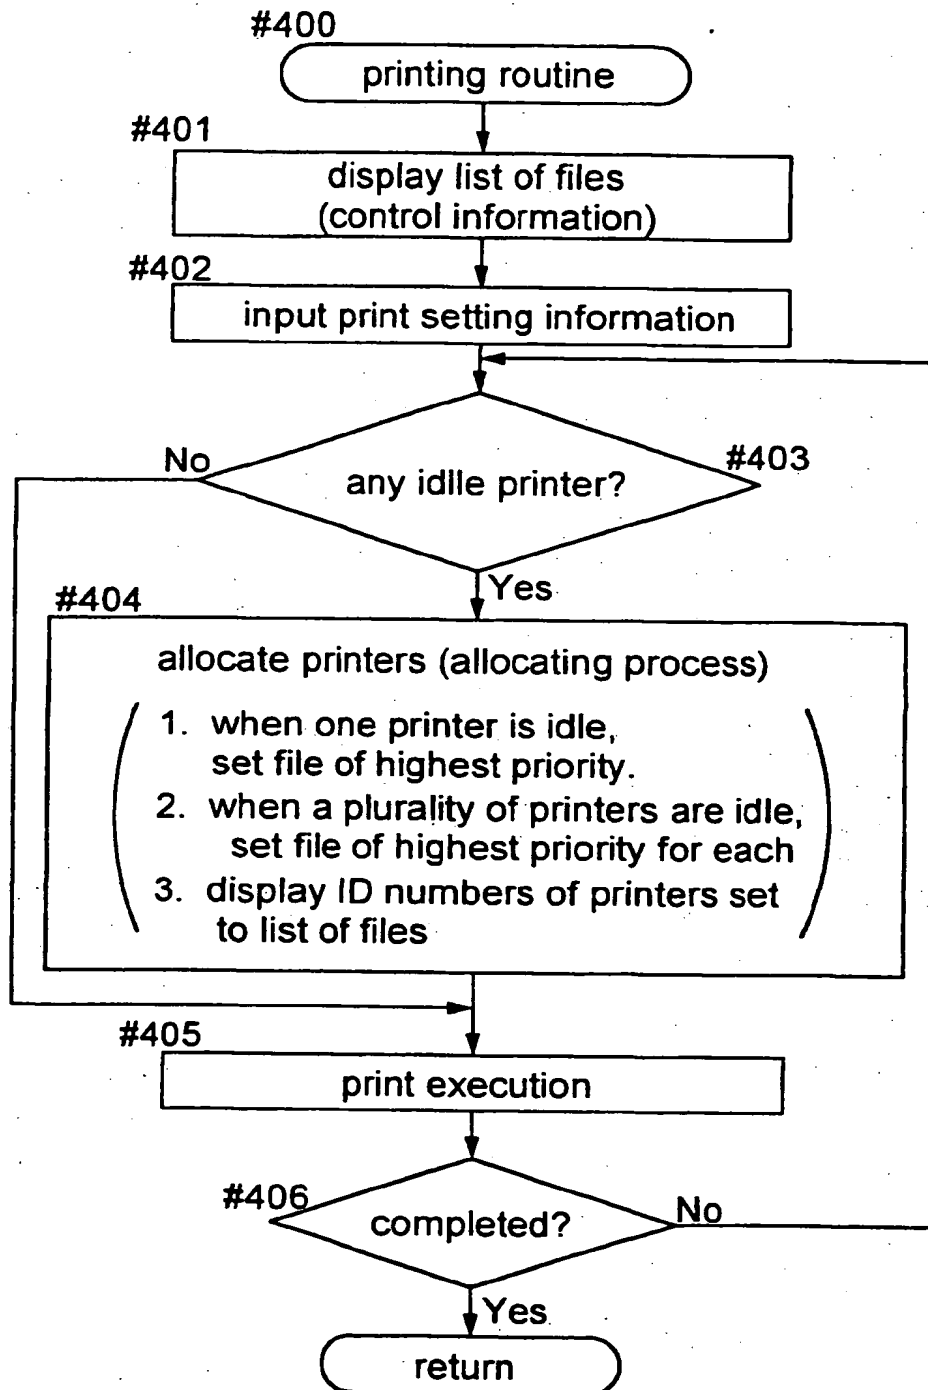 #400
printing routine
#401
display list of files
(control information)
#402
input print setting information
No
#403
any idlle printer?
Yes
#404
allocate printers (allocating process)
1. when one printer is idle,
set file of highest priority.
2. when a plurality of printers are idle,
set file of highest priority for each
3. display ID numbers of printers set
to list of files
#405
print execution
#406
completed?
No
Yes
return